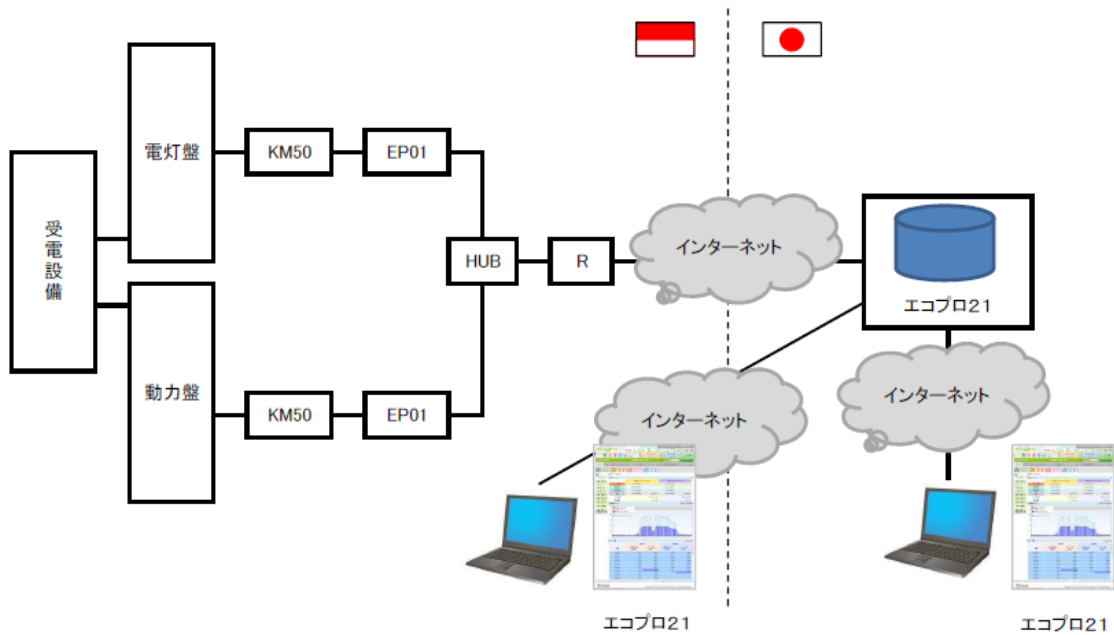 電灯盤
KM50
EP01
受電設備
インターネット
HUB
R
エコプロ21
動力盤
KM50
EP01
インターネット
インターネット
エコプロ21
エコプロ21